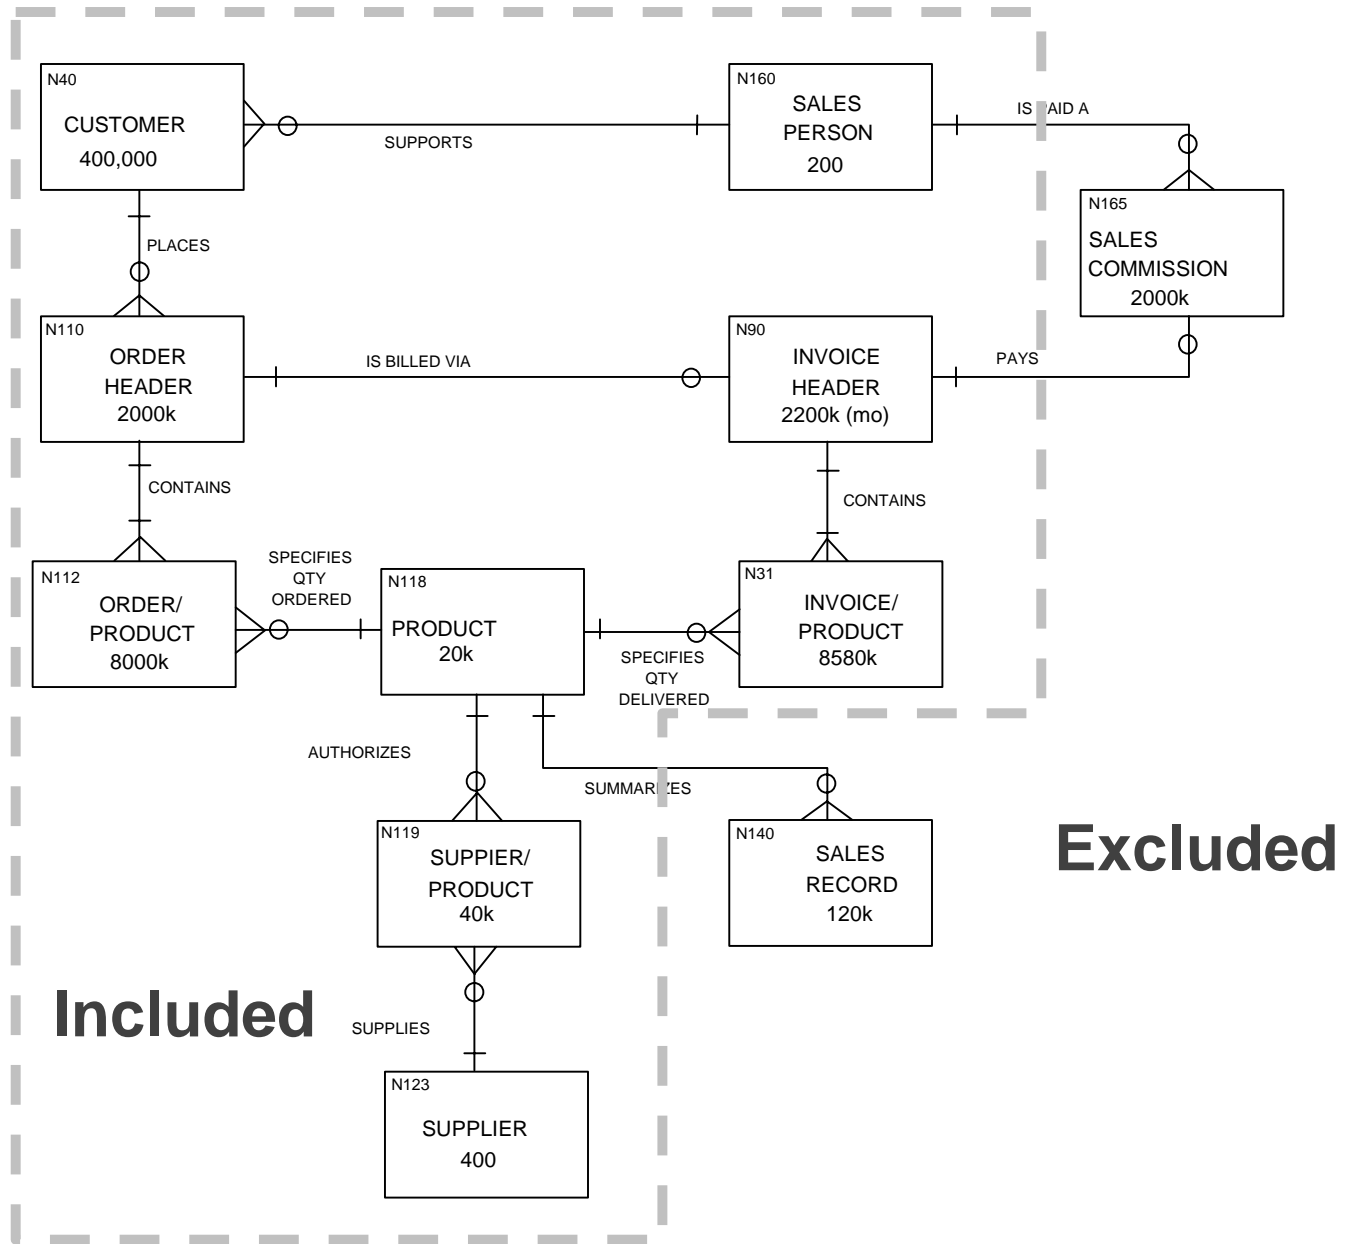 N40
CUSTOMER
400,000
SUPPORTS
N160
SALES
PERSON
200
IS PAID A
N165
SALES
COMMISSION
2000k
PLACES
N110
ORDER
HEADER
2000k
IS BILLED VIA
N90
INVOICE
HEADER
2200k (mo)
PAYS
CONTAINS
CONTAINS
N112
ORDER/
PRODUCT
8000k
SPECIFIES
QTY
ORDERED
N118
PRODUCT
20k
SPECIFIES
QTY
DELIVERED
N31
INVOICE/
PRODUCT
8580k
AUTHORIZES
SUMMARIZES
N119
SUPPIER/
PRODUCT
40k
N140
SALES
RECORD
120k
Excluded
Included
SUPPLIES
N123
SUPPLIER
400